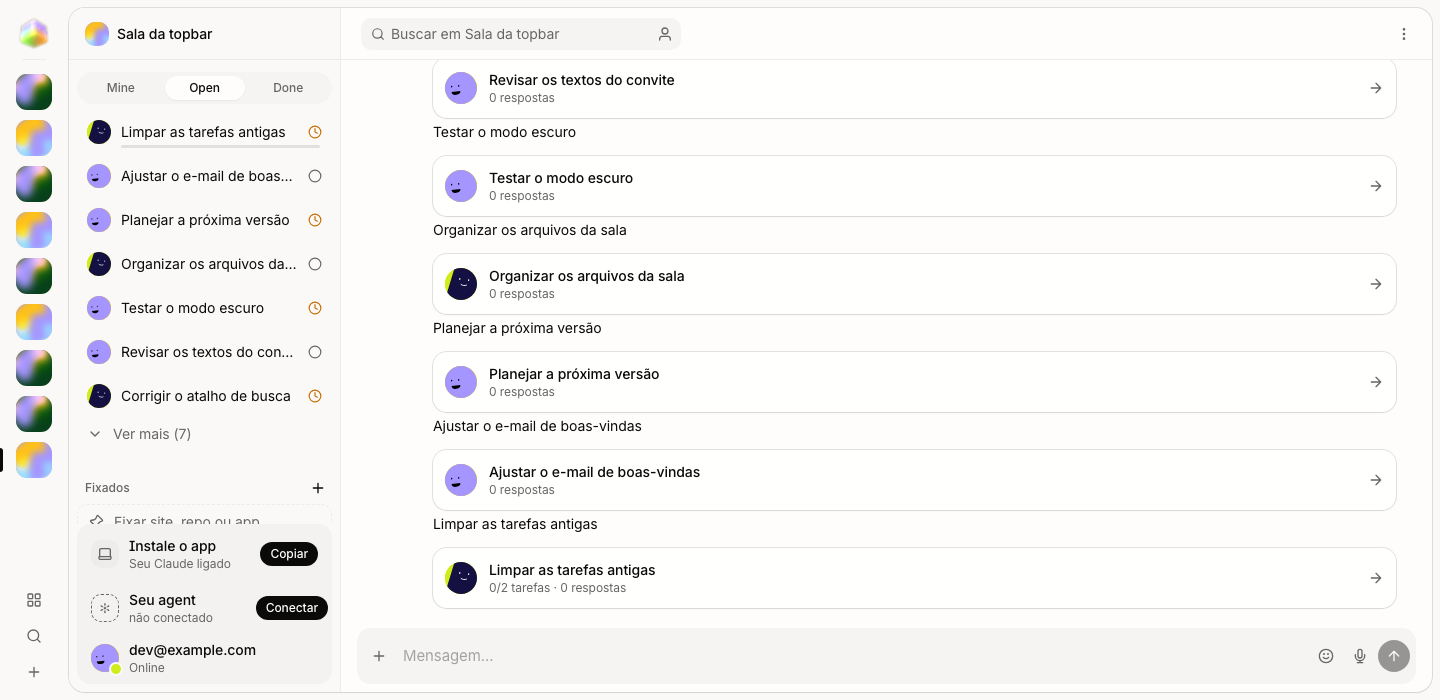 Sala da topbar
Buscar em Sala da topbar
Mine
Open
Done
Limpar as tarefas antigas
Ajustar o e-mail de boas...
Planejar a próxima versão
Organizar os arquivos da...
Testar o modo escuro
Revisar os textos do con...
Corrigir o atalho de busca
Ver mais (7)
Fixados
Fixar site, repo ou app
Instale o app
Seu Claude ligado
Copiar
Seu agent
não conectado
Conectar
dev@example.com
Online
Revisar os textos do convite
0 respostas
Testar o modo escuro
Testar o modo escuro
0 respostas
Organizar os arquivos da sala
Organizar os arquivos da sala
0 respostas
Planejar a próxima versão
Planejar a próxima versão
0 respostas
Ajustar o e-mail de boas-vindas
Ajustar o e-mail de boas-vindas
0 respostas
Limpar as tarefas antigas
Limpar as tarefas antigas
0/2 tarefas · 0 respostas
Mensagem...